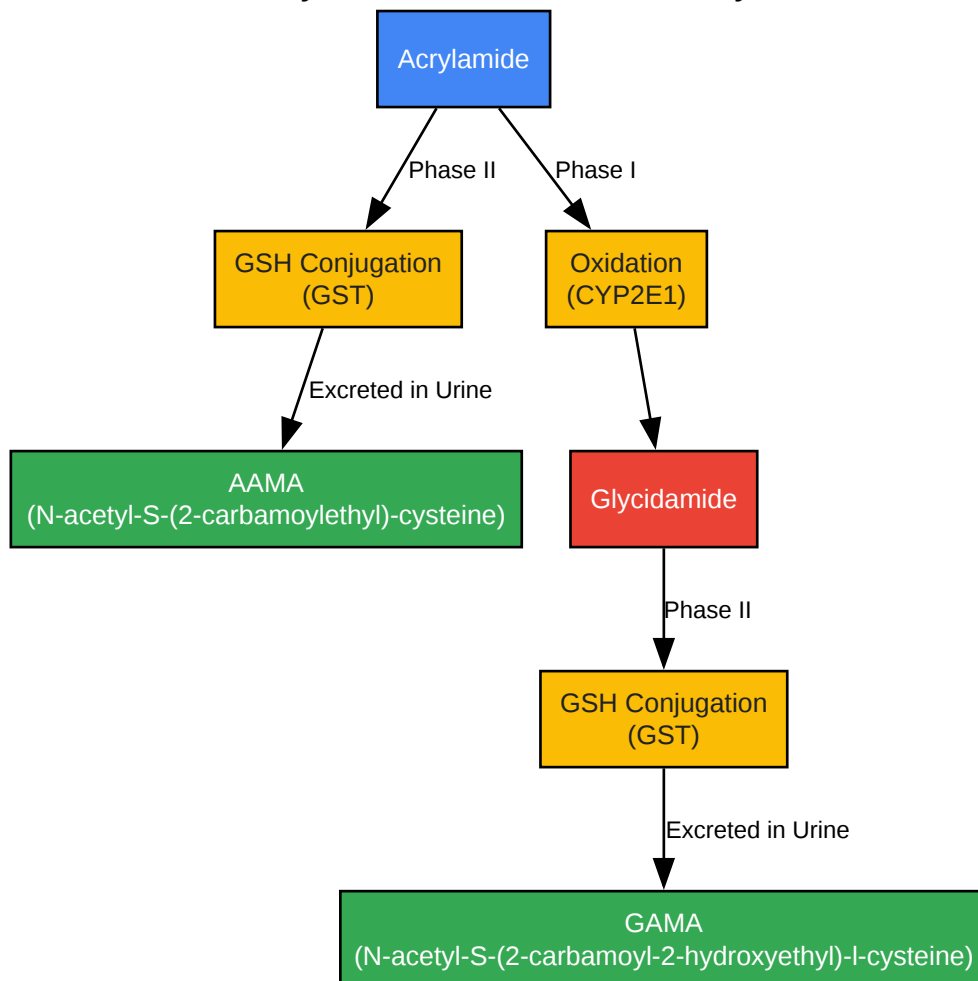 Acrylamide
Phase II
Phase I
GSH Conjugation
(GST)
Oxidation
(CYP2E1)
Excreted in Urine
AAMA
(N-acetyl-S-(2-carbamoylethyl)-cysteine)
Glycidamide
Phase II
GSH Conjugation
(GST)
Excreted in Urine
GAMA
(N-acetyl-S-(2-carbamoyl-2-hydroxyethyl)-l-cysteine)